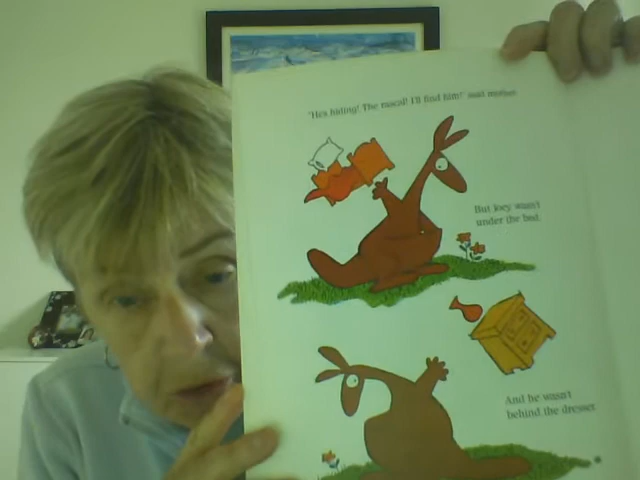 "He's hiding! The rascal! I'll find him!" said mother.
But Joey wasn't
under the bed.
And he wasn't
behind the dresser